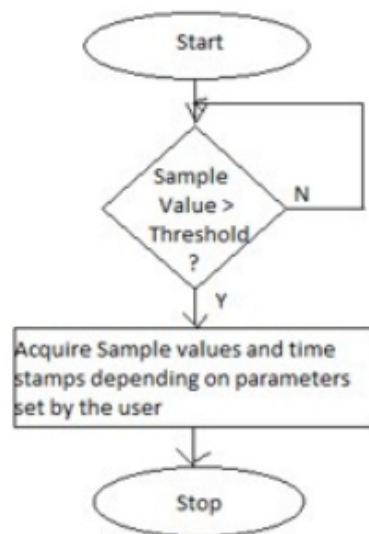 Start
Sample
Value >
Threshold
?
N
Y
Acquire Sample values and time
stamps depending on parameters
set by the user
Stop